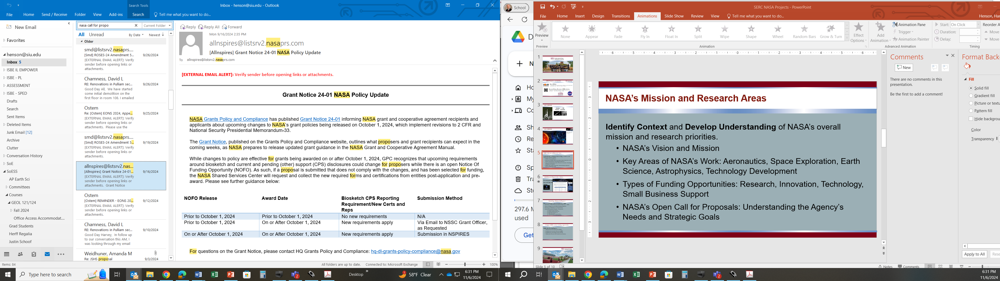 Search Tools
Inbox - henson@siu.edu - Outlook
File
Home
Send / Receive
Folder
View
Add-ins
Search
Tell me what you want to do...
New Email
Favorites
henson@siu.edu
Inbox 5
ISBE IL EMPOWER
ISBE - PL
ASSESSMENT
ISBE - SPED
Drafts
Search
Sent Items
Deleted Items
Junk Email [12]
Archive
Clutter
Conversation History
SoE
SoESS
AP Earth Sci
Committees
Courses
GEOL 121/124
Fall 2024
Office Access Accommodat...
Grad Students
Herff Regalia
Justin Schoof
nasa call for propo
Current Folder
All Unread
By Date Newest
Older
smd@listsrv2.nasaprs....
[Smd] ROSES-24 Amendment 5... 9/26/2024
[EXTERNAL EMAIL ALERT]: Verify
sender before opening links or
attachments.
Chamness, David L
RE: Renovations in Pulliam sec... 9/26/2024
Good Day All, We have started
some initial demolition on the
first floor in room 108. I emailed
Ostem
Re: [Ostem] EONS 2024, Appe... 9/25/2024
[EXTERNAL EMAIL ALERT]: Verify
sender before opening links or
attachments. Please use the
smd@listsrv2.nasaprs....
[Smd] ROSES-24 Amendment 5... 9/19/2024
[EXTERNAL EMAIL ALERT]: Verify
sender before opening links or
attachments.
allnspires@listsrv2.nas...
[Allnspires] Grant Notice 24-01... 9/16/2024
[EXTERNAL EMAIL ALERT]: Verify
sender before opening links or
attachments. Grant Notice
Ostem
[Ostem] REMINDER - EONS 20... 9/12/2024
[EXTERNAL EMAIL ALERT]: Verify
sender before opening links or
attachments.
Chamness, David L
RE: Renovations in Pulliam sec... 9/10/2024
Good Day Harvey, In follow up
to our conversation this AM, I
was looking through my email
Weidhuner, Amanda M
Re: JSHS proposal 9/3/2024
Reply Reply All Forward
Mon 9/16/2024 2:35 PM
allnspires@listsrv2.nasaprs.com
[Allnspires] Grant Notice 24-01 NASA Policy Update
To allnspires@listsrv2.nasaprs.com
[EXTERNAL EMAIL ALERT]: Verify sender before opening links or attachments.
Grant Notice 24-01 NASA Policy Update
NASA Grants Policy and Compliance has published Grant Notice 24-01 informing NASA grant and cooperative agreement recipients and
applicants about upcoming changes to NASA's grant policies being released on October 1, 2024, which implement revisions to 2 CFR and
National Security Presidential Memorandum-33.
The Grant Notice, published on the Grants Policy and Compliance website, outlines what proposers and grant recipients can expect in the
coming weeks, as NASA prepares to release updated grant guidance in the NASA Grant and Cooperative Agreement Manual.
While changes to policy are effective for grants being awarded on or after October 1, 2024, GPC recognizes that upcoming requirements
around biosketch and current and pending (other) support (CPS) disclosures could change for proposers while there is an open Notice Of
Funding Opportunity (NOFO). As such, if a proposal is submitted that does not comply with the changes, and has been selected for funding,
the NASA Shared Services Center will request and collect the new required forms and certifications from entities post-application and pre-
award. Please see further guidance below:
NOFO Release Award Date Biosketch CPS Reporting Submission Method
Requirement/New Certs and
Reps
Prior to October 1, 2024 Prior to October 1, 2024 No new requirements N/A
Prior to October 1, 2024 On or After October 1, 2024 New requirements apply Via Email to NSSC Grant Officer,
as Requested
On or After October 1, 2024 On or After October 1, 2024 New requirements apply Submission in NSPIRES
For questions on the Grant Notice, please contact HQ Grants Policy and Compliance: hq-dl-grants-policy-compliance@nasa.gov
Items: 84
All folders are up to date. Connected to: Microsoft Exchange
100%
Type here to search
Desktop
58°F Clear
6:31 PM
11/6/2024
School
D
N
Ho
My
Co
Sh
Re
Sta
Sp
Tra
Sto
297.6 M
used
Get
SERC NASA Projects - PowerPoint
File
Home
Insert
Design
Transitions
Animations
Slide Show
Review
View
Tell me what you want to do...
Henson, Har
Preview
None
Appear
Fade
Fly In
Float In
Split
Wipe
Shape
Wheel
Random Bars
Grow & Turn
Effect
Options
Add
Animation
Animation Pane
Trigger
Animation Painter
Start: On Click
Duration:
Delay:
Reorder A
Move
Move
Preview
Animation
Advanced Animation
Timing
1
2
3
4
5
6
7
8
9
NASA's Mission and Research Areas
Identify Context and Develop Understanding of NASA's overall
mission and research priorities.
• NASA's Vision and Mission
• Key Areas of NASA's Work: Aeronautics, Space Exploration, Earth
Science, Astrophysics, Technology Development
• Types of Funding Opportunities: Research, Innovation, Technology,
Small Business Support
• NASA's Open Call for Proposals: Understanding the Agency's
Needs and Strategic Goals
Comments
New
There are no comments in this
presentation.
Be the first to add a comment!
Format Back
Fill
Solid fill
Gradient fill
Picture or textu
Pattern fill
Hide backgrou
Color
Transparency
Apply to All
Rese
Slide 5 of 10
Notes
Comments
6:31 PM
11/6/2024